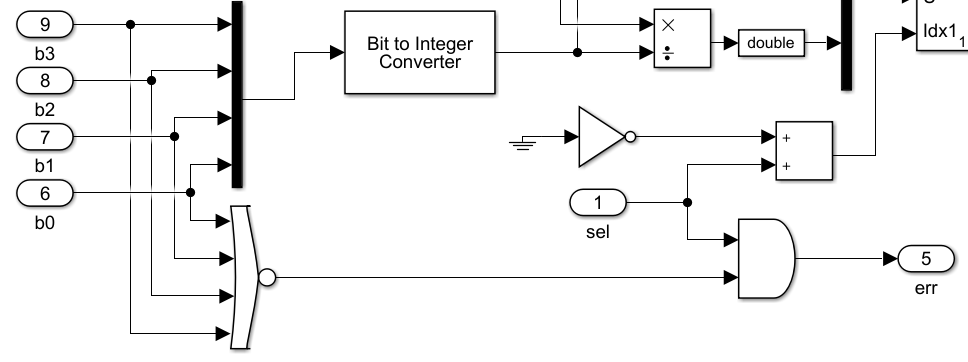 9
b3
8
b2
7
b1
6
b0
Bit to Integer
Converter
×
÷
double
Idx1 1
+
+
1
sel
5
err